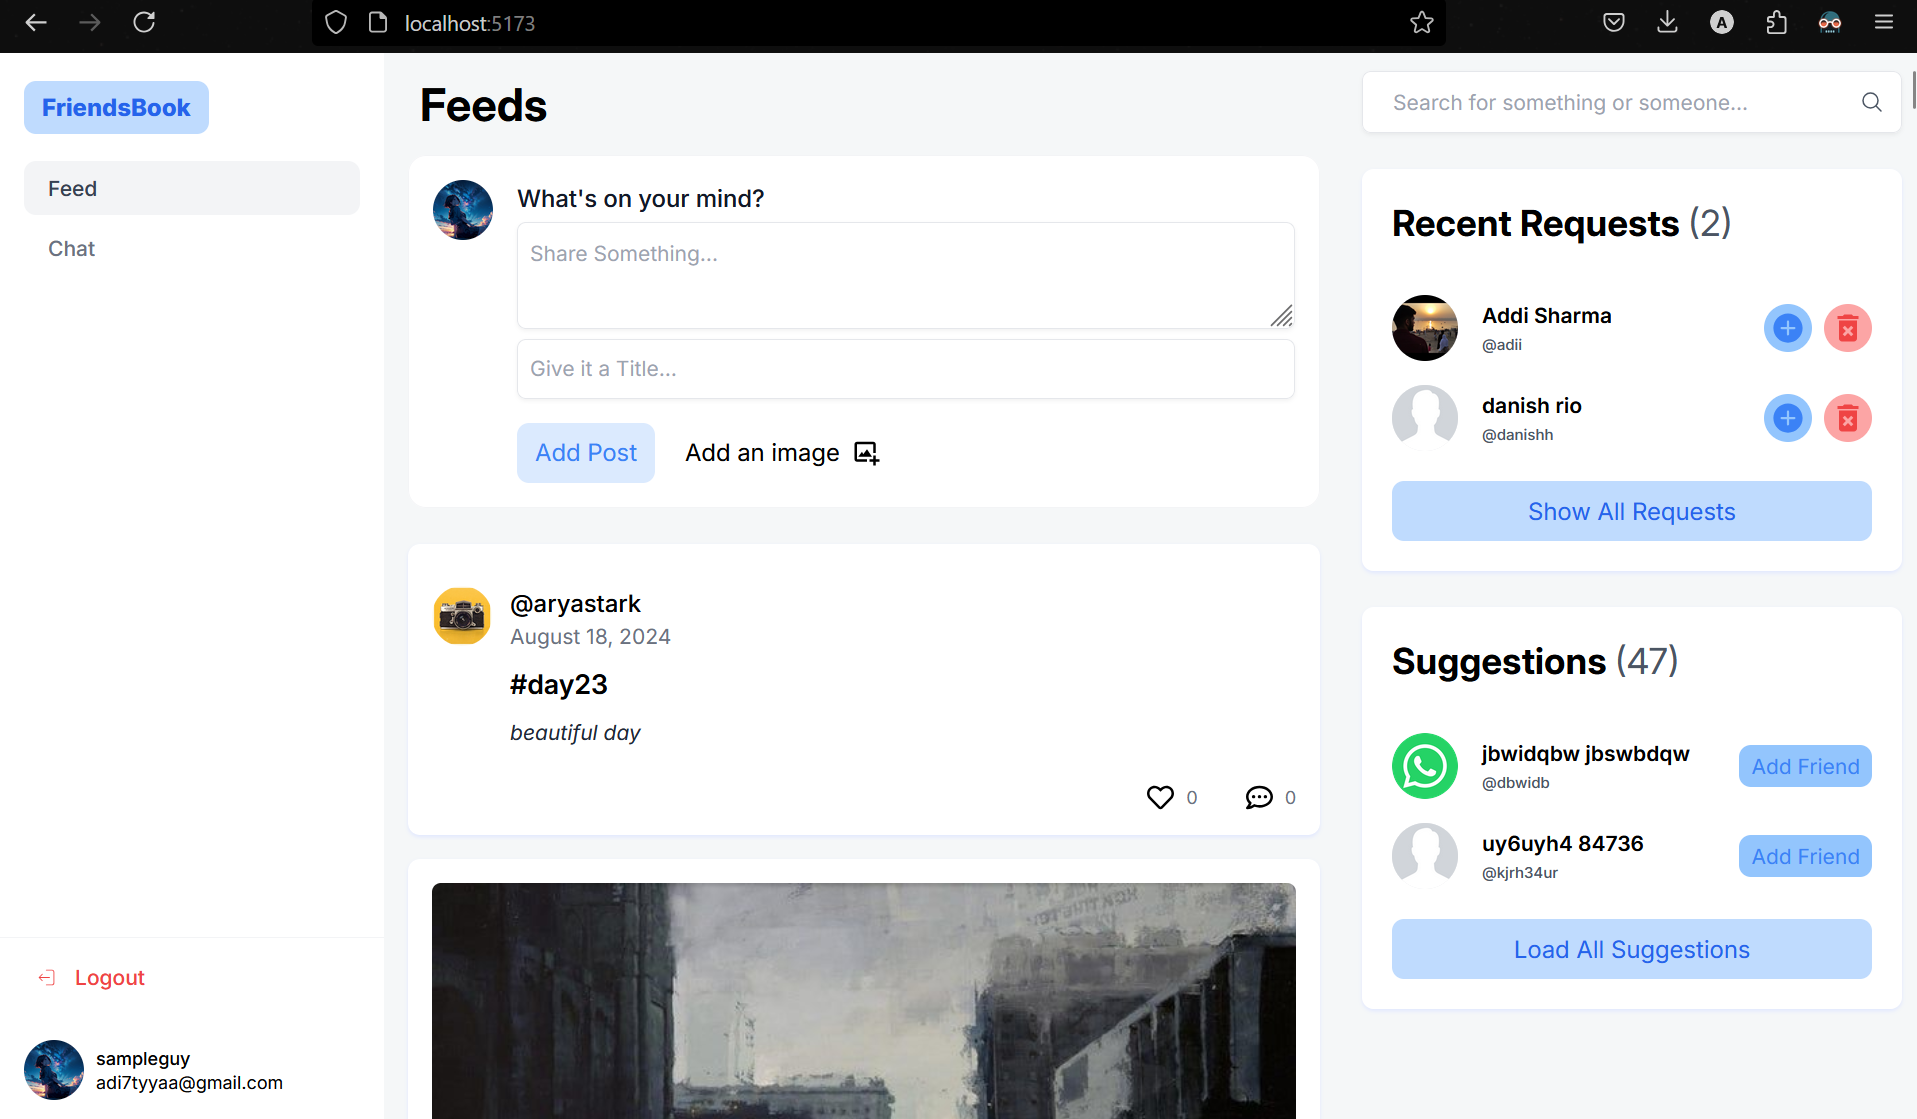 localhost:5173
A
FriendsBook
Feed
Chat
Logout
sampleguy
adi7tyyaa@gmail.com
Feeds
What's on your mind?
Share Something...
Give it a Title...
Add Post
Add an image
@aryastark
August 18, 2024
#day23
beautiful day
0
0
Search for something or someone...
Recent Requests (2)
Addi Sharma
@adii
danish rio
@danishh
Show All Requests
Suggestions (47)
jbwidqbw jbswbdqw
@dbwidb
Add Friend
uy6uyh4 84736
@kjrh34ur
Add Friend
Load All Suggestions